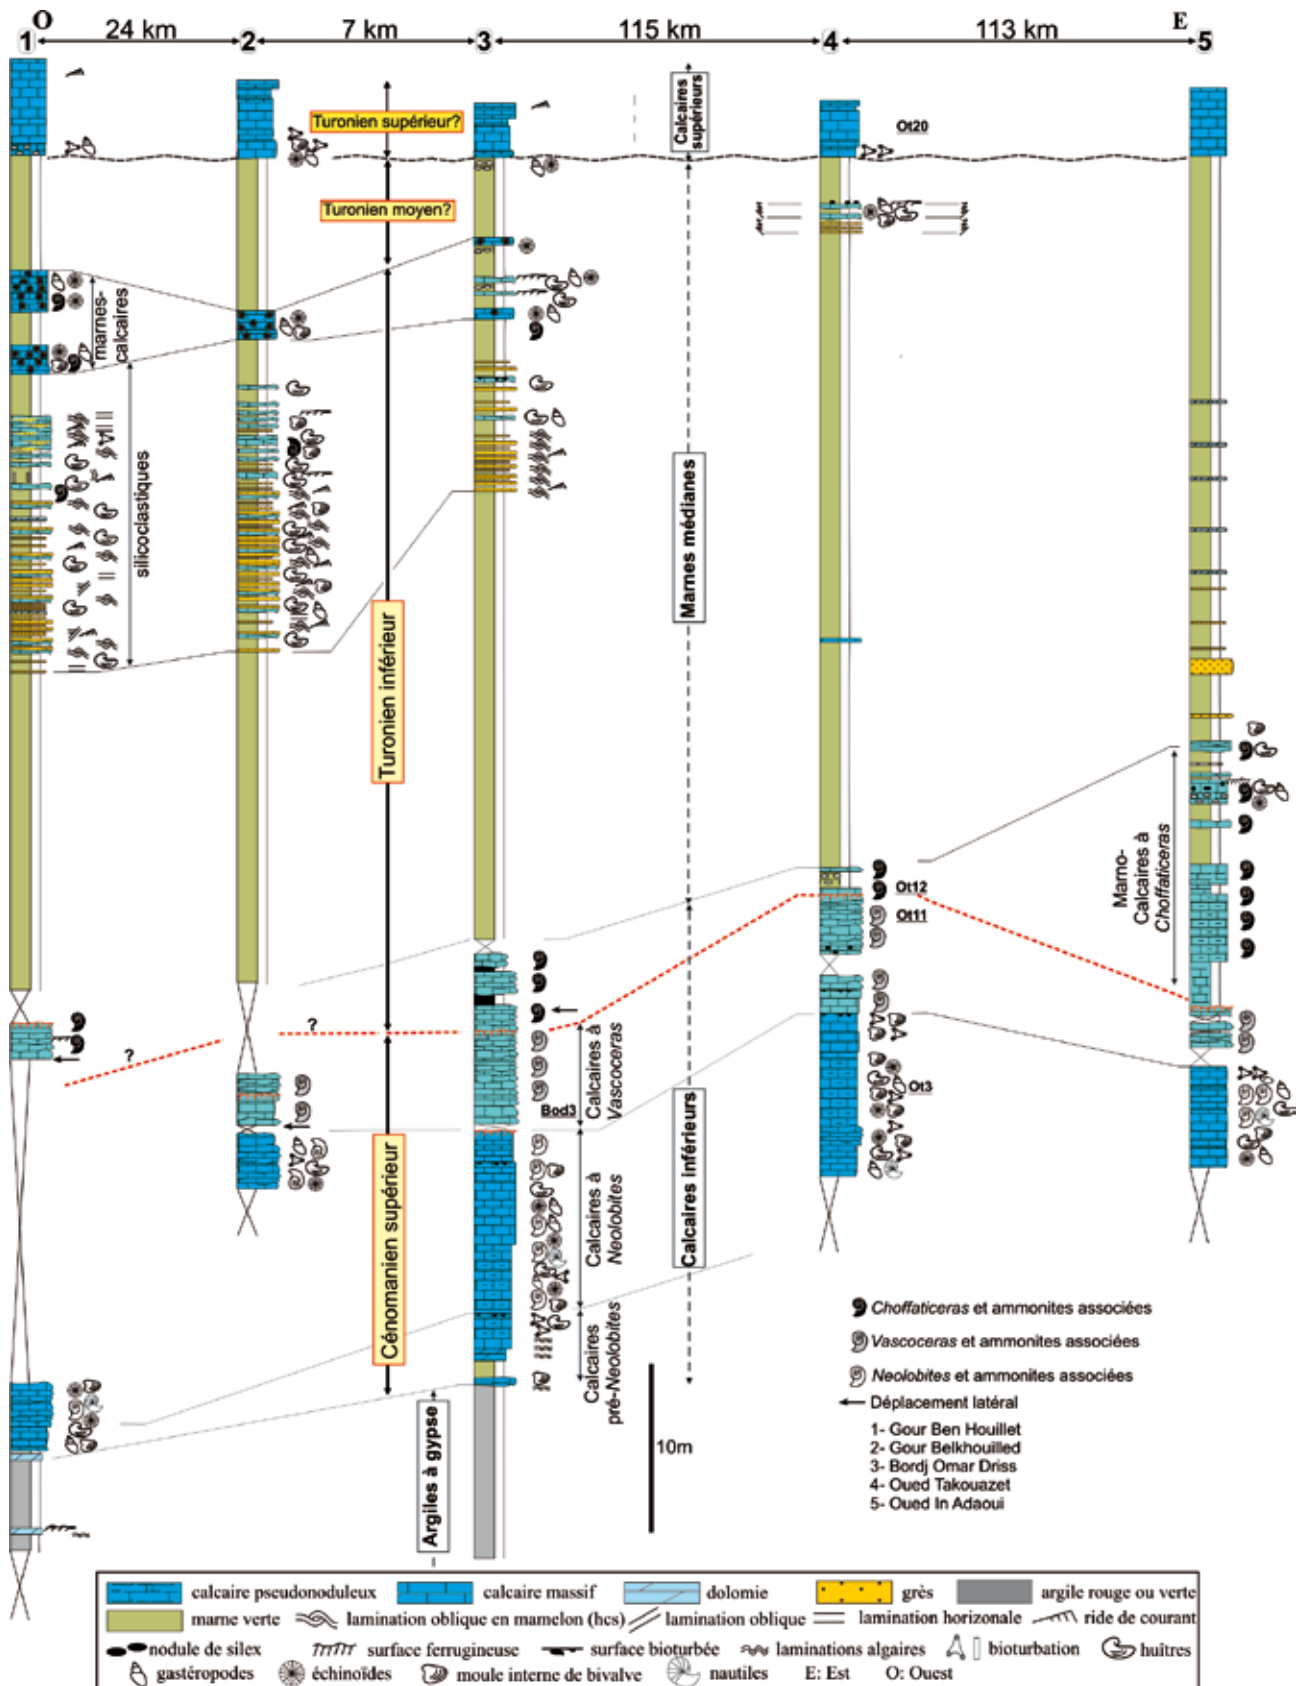 O
E
24 km
7 km
115 km
113 km
1
2
3
4
5
Turonien supérieur?
Calcaires
supérieurs
Ot20
Turonien moyen?
marnes-
calcaires
silicoclastiques
Marnes médianes
Turonien inférieur
Marno-
Calcaires à
Choffaticeras
Ot12
Ot11
?
?
Calcaires à
Vascoceras
Bod3
Ot3
Cénomanien supérieur
Calcaires à
Neolobites
Calcaires inférieurs
Calcaires
pré-Neolobites
Argiles à gypse
10m
Choffaticeras et ammonites associées
Vascoceras et ammonites associées
Neolobites et ammonites associées
Déplacement latéral
1- Gour Ben Houillet
2- Gour Belkhouilled
3- Bordj Omar Driss
4- Oued Takouazet
5- Oued In Adaoui
calcaire pseudonoduleux calcaire massif dolomie grès argile rouge ou verte
marne verte lamination oblique en mamelon (hcs) lamination oblique lamination horizonale ride de courant
nodule de silex surface ferrugineuse surface bioturbée laminations algaires bioturbation huîtres
gastéropodes échinoïdes moule interne de bivalve nautiles E: Est O: Ouest